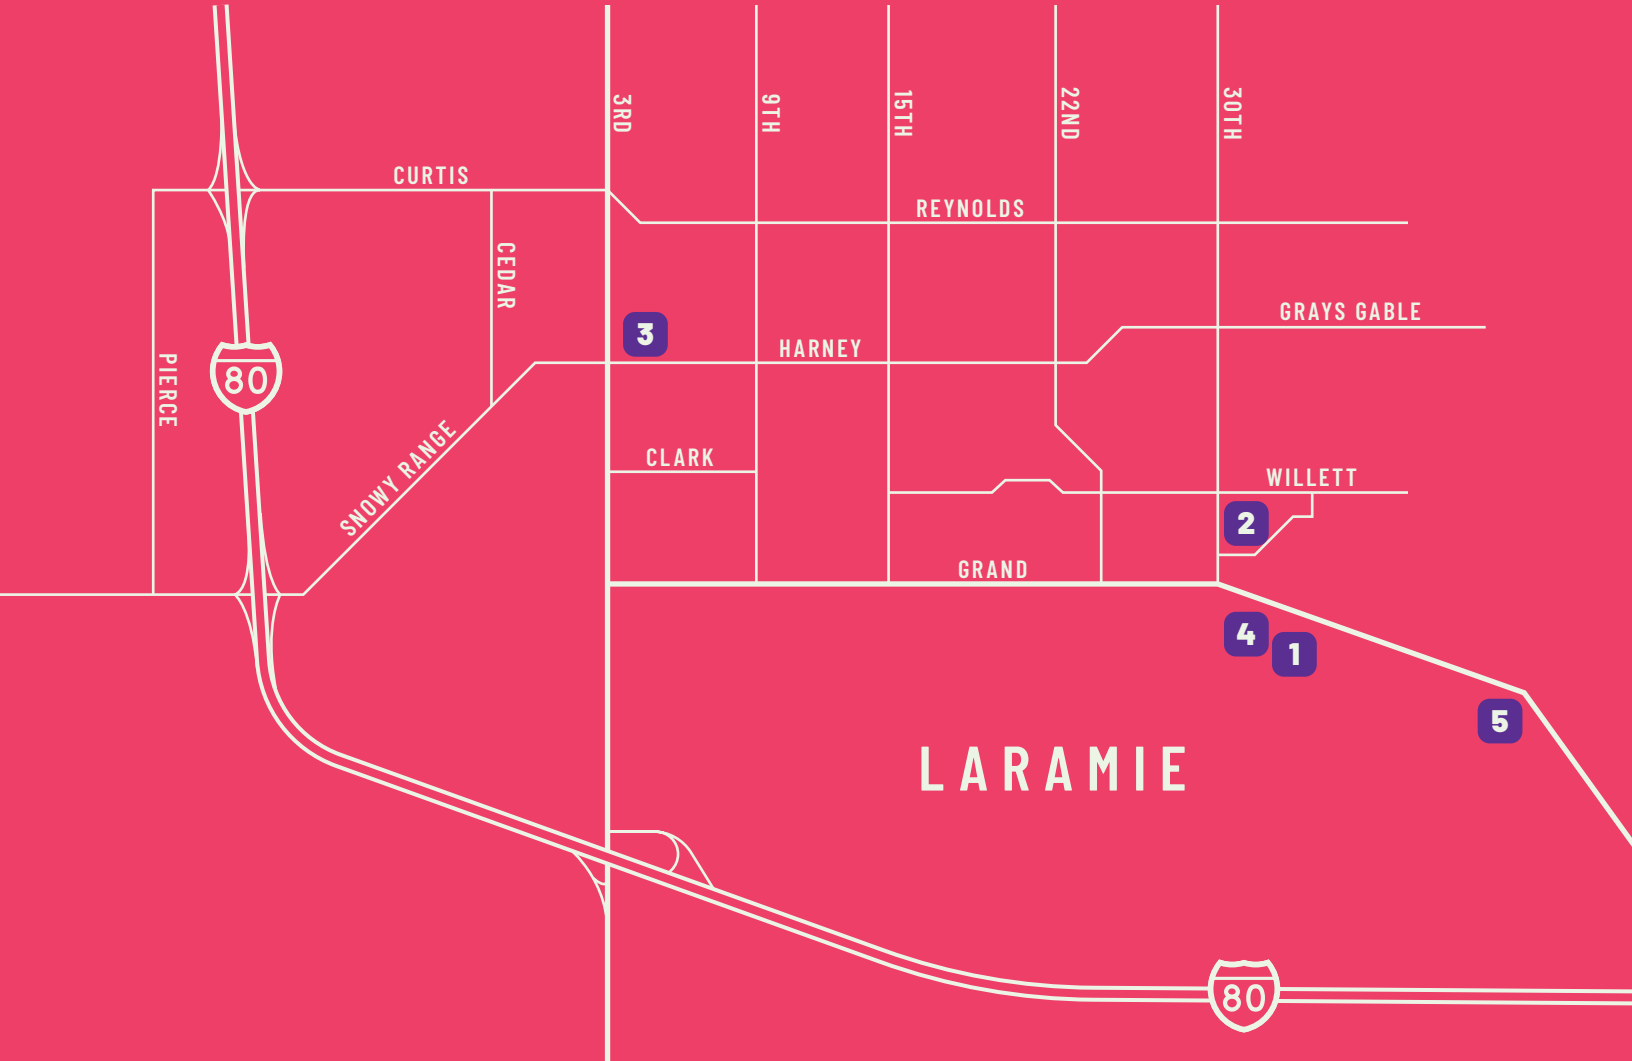 3RD
9TH
15TH
22ND
30TH
CURTIS
REYNOLDS
CEDAR
GRAYS GABLE
3
HARNEY
PIERCE
80
SNOWY RANGE
CLARK
WILLETT
2
GRAND
4
1
5
LARAMIE
80